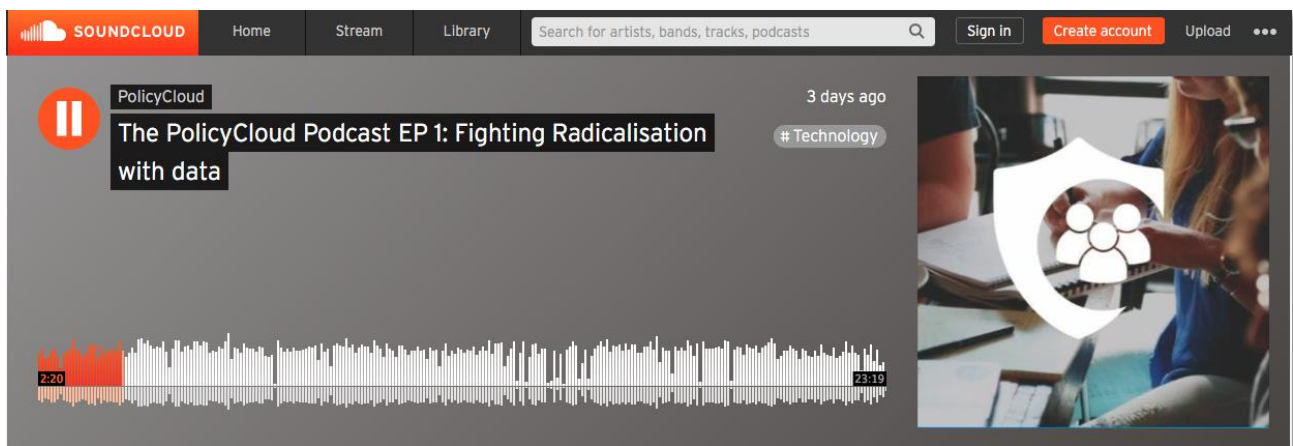 SOUNDCLOUD Home Stream Library Search for artists, bands, tracks, podcasts Sign in Create account Upload
PolicyCloud
3 days ago
The PolicyCloud Podcast EP 1: Fighting Radicalisation
with data
# Technology
2:20
23:19